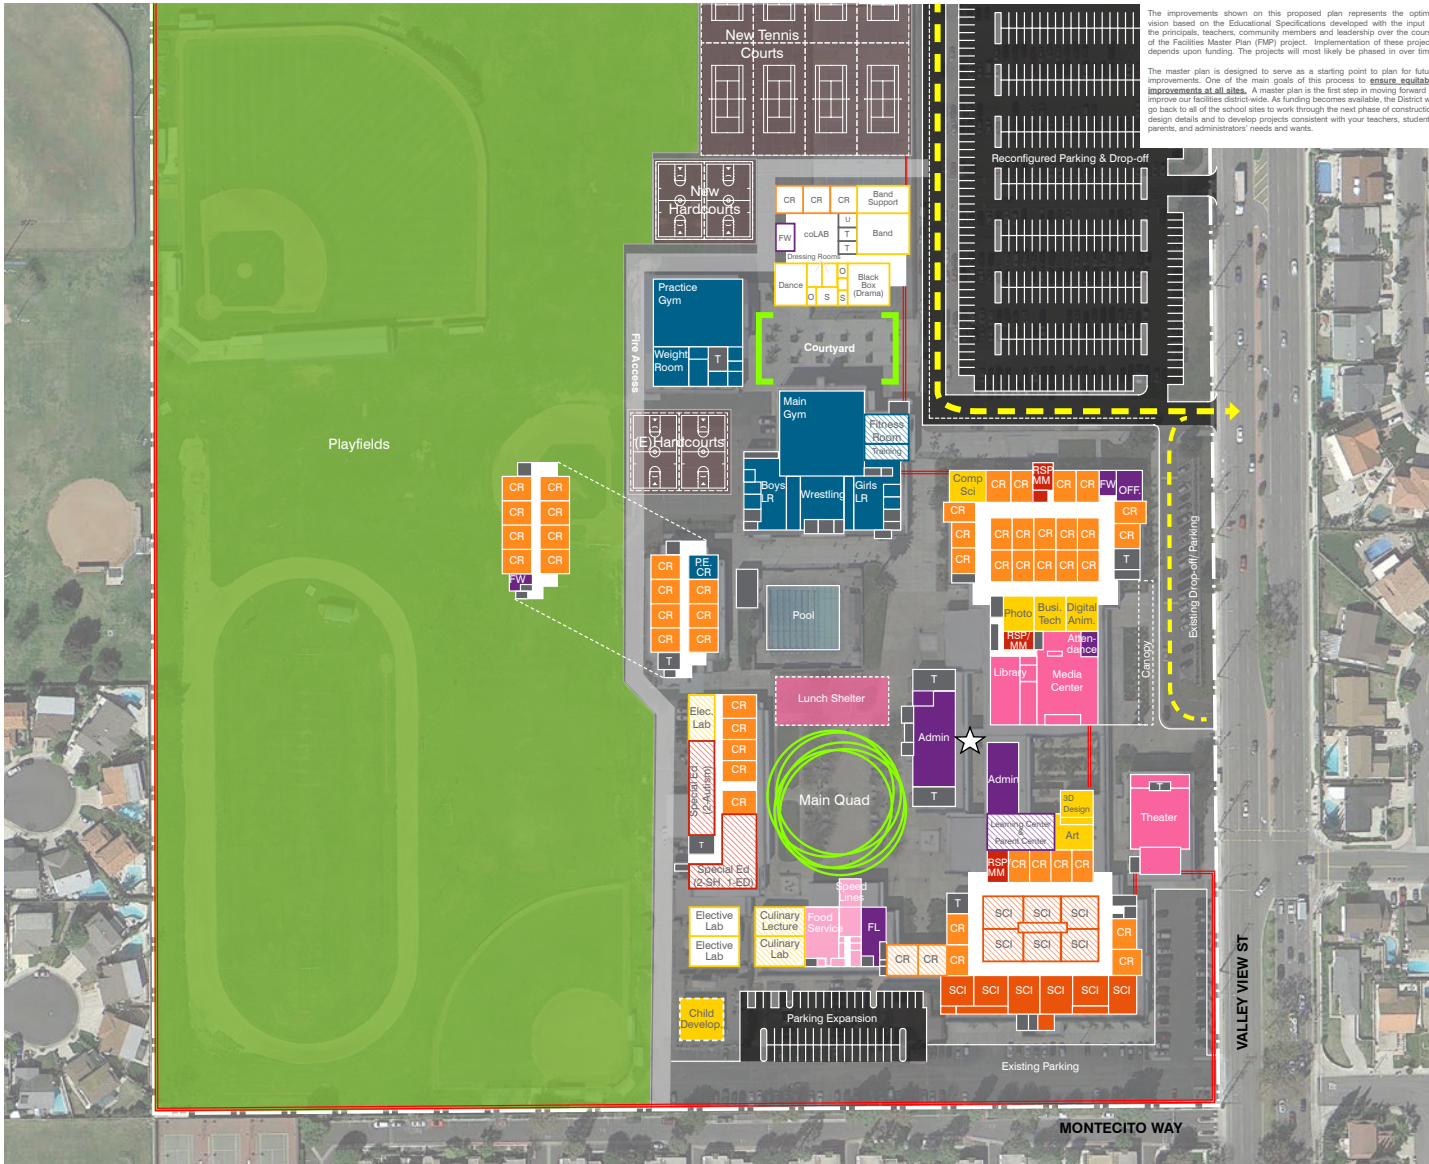 The improvements shown on this proposed plan represents the optim
vision based on the Educational Specifications developed with the input
the principals, teachers, community members and leadership over the cour
of the Facilities Master Plan (FMP) project. Implementation of these projec
depends upon funding. The projects will most likely be phased in over tim
The master plan is designed to serve as a starting point to plan for futu
improvements. One of the main goals of this process to ensure equitab
improvements at all sites. A master plan is the first step in moving forward
improve our facilities district-wide. As funding becomes available, the District w
go back to all of the school sites to work through the next phase of constructio
design details and to develop projects consistent with your teachers, student
parents, and administrators' needs and wants.
New Tennis
Courts
Reconfigured Parking & Drop-off
New
Hardcourts
CR CR CR
Band
Support
FW
coLAB
U
T
T
Band
Dressing Rooms
Dance
O
S
O
S
Black
Box
(Drama)
Practice
Gym
Weight
Room
T
Fire Access
Courtyard
Main
Gym
Fitness
Room
Training
Playfields
(E)Hardcourts
Boys
LR
Wrestling
Girls
LR
CR CR
CR CR
CR CR
CR CR
FW
CR
P.E.
CR
CR CR
CR CR
CR CR
T
Pool
Comp
Sci
CR CR
RSP
MM
CR CR
FW
OFF.
CR
CR
CR
CR CR CR CR CR
CR CR CR CR CR
CR
CR
T
Photo
Busi.
Tech
Digital
Anim.
RSP/
MM
Atten-
dance
Library
Media
Center
Canopy
Existing Drop-off/ Parking
Lunch Shelter
T
Admin
T
Elec.
Lab
CR
CR
CR
CR
CR
Special Ed
(2-Autism)
T
Special Ed
(2-SH, 1-ED)
Main Quad
Admin
3D
Design
Learning Center
Parent Center
Art
RSP
MM
CR CR CR CR
T
Theater
Speed
Lines
Elective
Lab
Elective
Lab
Culinary
Lecture
Culinary
Lab
Food
Service
FL
CR CR
T
CR
CR
SCI SCI SCI
SCI SCI SCI
CR
CR
SCI SCI SCI SCI SCI SCI
Child
Develop.
Parking Expansion
Existing Parking
VALLEY VIEW ST
MONTECITO WAY